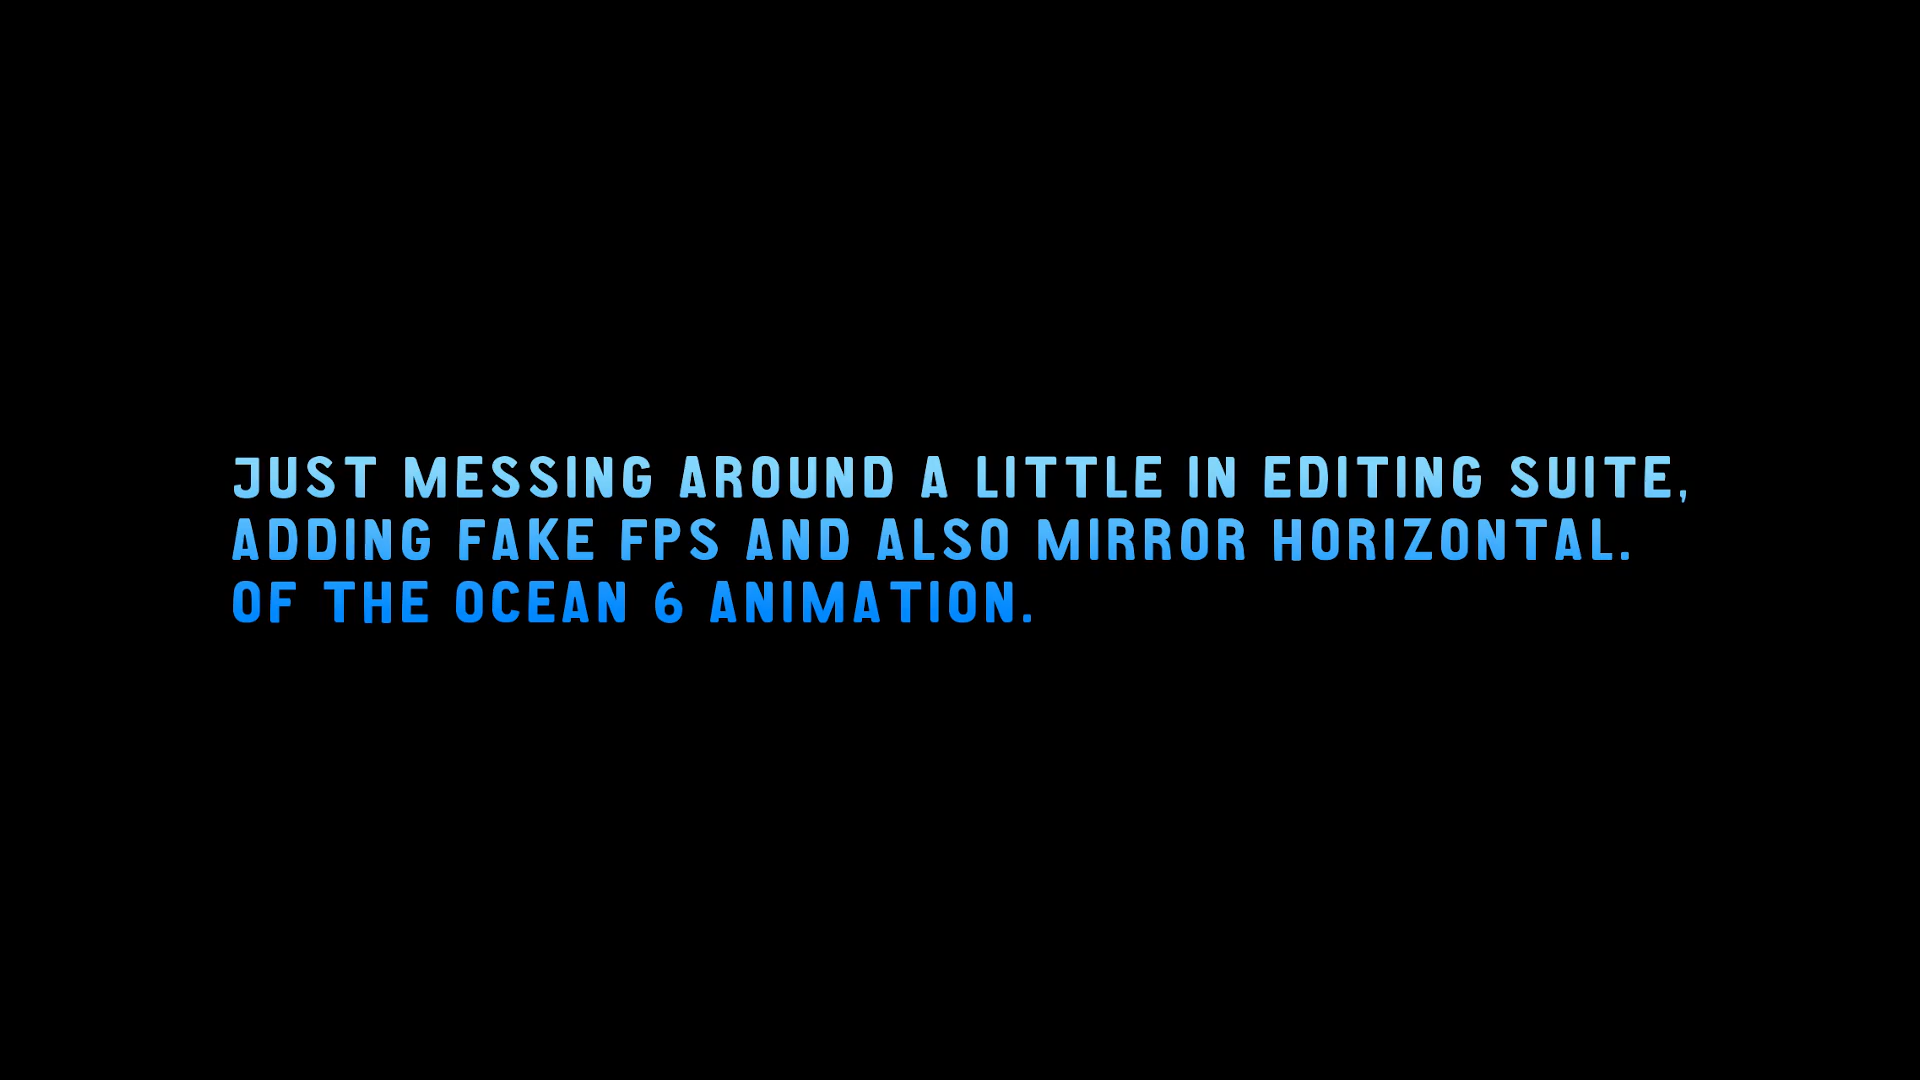 JUST MESSING AROUND A LITTLE IN EDITING SUITE,
ADDING FAKE FPS AND ALSO MIRROR HORIZONTAL.
OF THE OCEAN 6 ANIMATION.